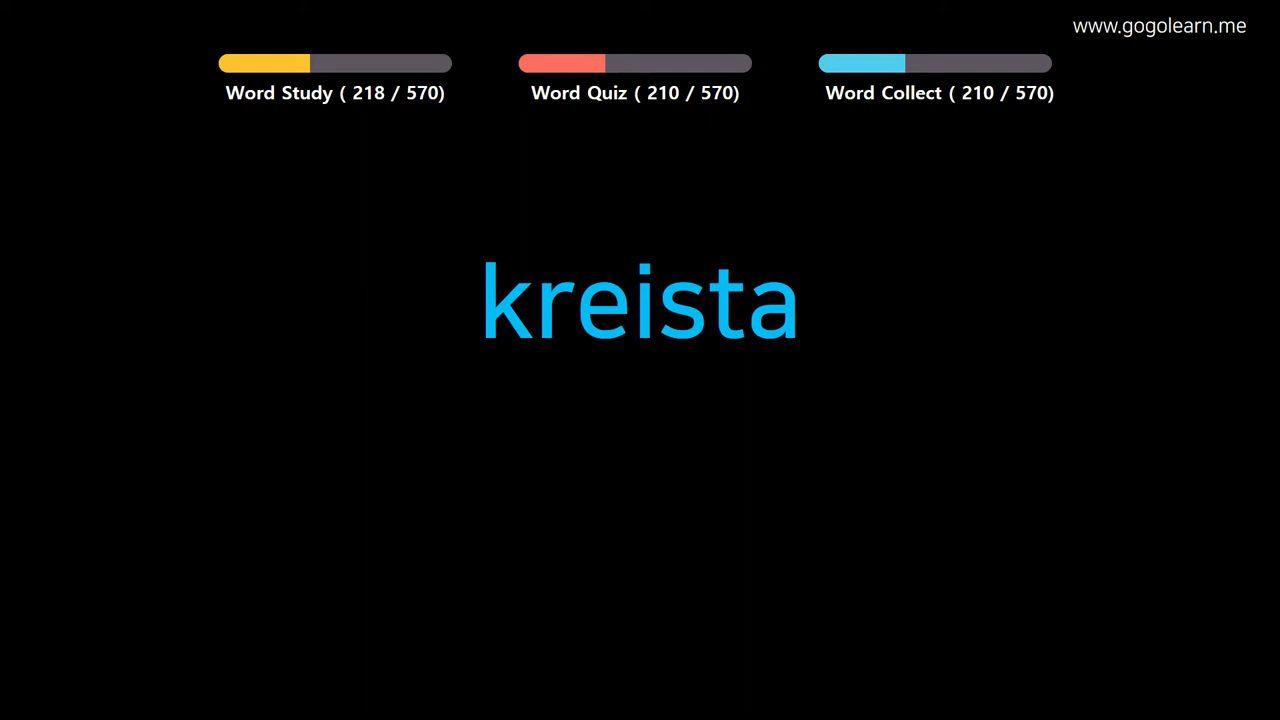 www.gogolearn.me
Word Study ( 218 / 570)
Word Quiz ( 210 / 570)
Word Collect ( 210 / 570)
kreista